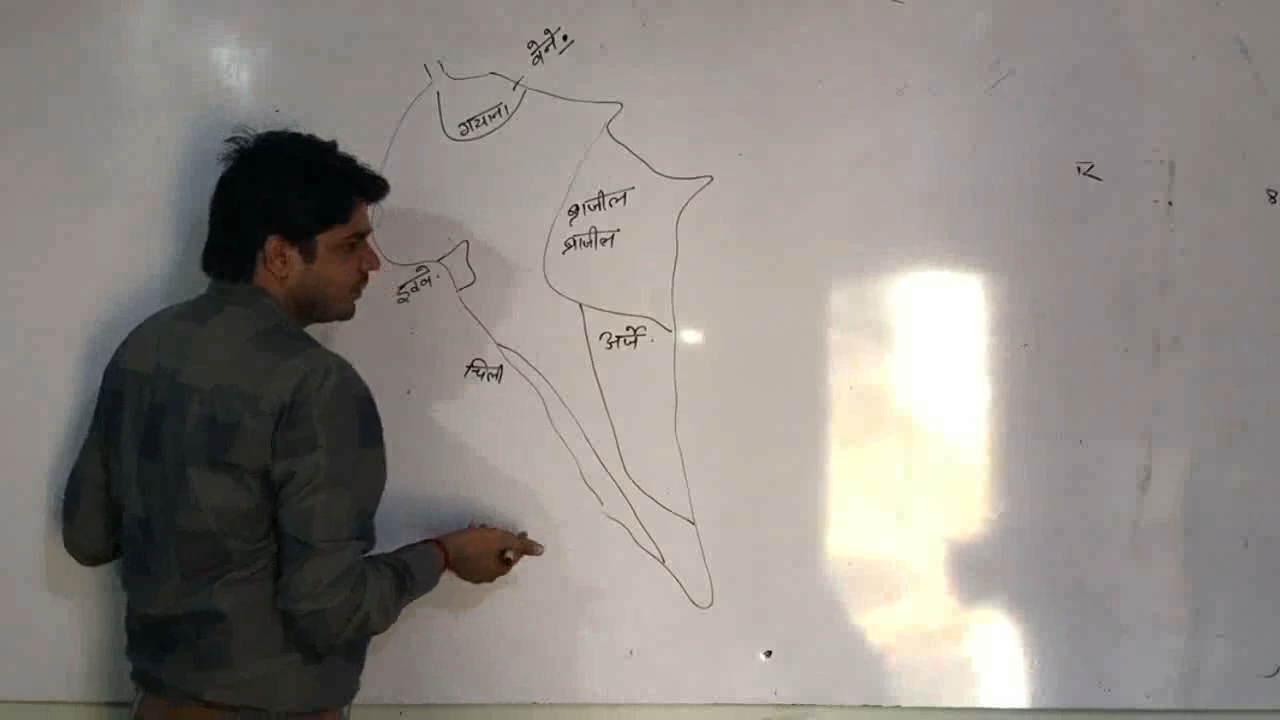 वेने॰
गयाना
ब्राजील
ब्राजील
इक्वे॰
अर्जे॰
चिली